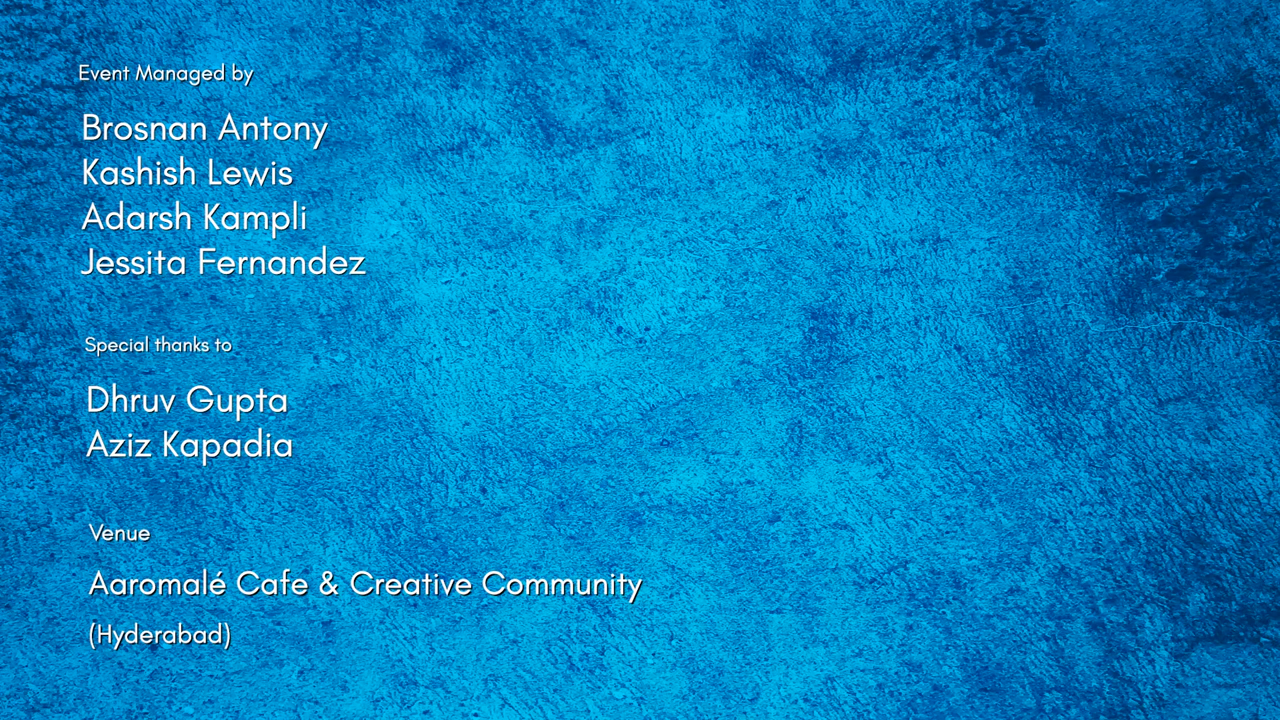 Event Managed by
Brosnan Antony
Kashish Lewis
Adarsh Kampli
Jessita Fernandez
Special thanks to
Dhruv Gupta
Aziz Kapadia
Venue
Aaromalé Cafe & Creative Community
(Hyderabad)